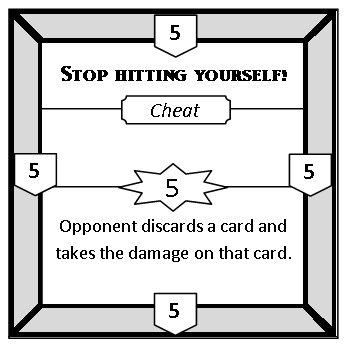 5
STOP HITTING YOURSELF!
Cheat
5 5
5
Opponent discards a card and
takes the damage on that card.
5